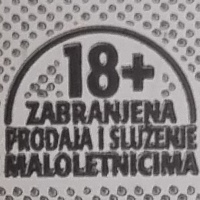 18+
ZABRANJENA
PRODAJA I SLUŽENJE
MALOLETNICIMA